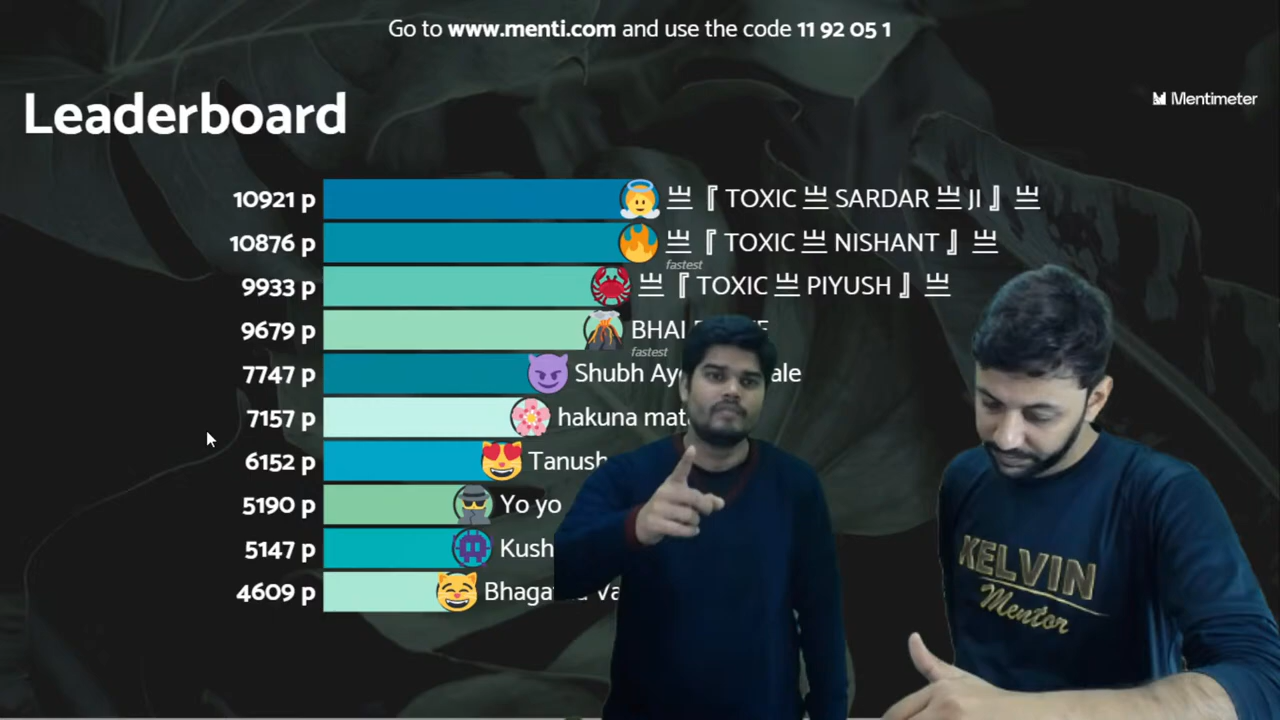 Go to www.menti.com and use the code 11 92 05 1
Leaderboard
Mentimeter
10921 p 亗『 TOXIC 亗 SARDAR 亗 JI 』亗
10876 p 亗『 TOXIC 亗 NISHANT 』亗
fastest
9933 p 亗『 TOXIC 亗 PIYUSH 』亗
9679 p
fastest
7747 p Shubh
7157 p hakuna
6152 p Tanush
5190 p Yo yo
5147 p Kush
4609 p
KELVIN
Mentor